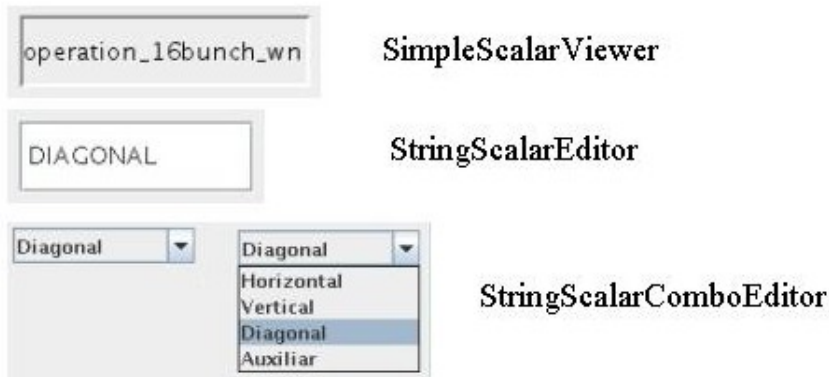 operation_16bunch_wn
SimpleScalarViewer
DIAGONAL
StringScalarEditor
Diagonal
Diagonal
Horizontal
Vertical
Diagonal
Auxiliar
StringScalarComboEditor